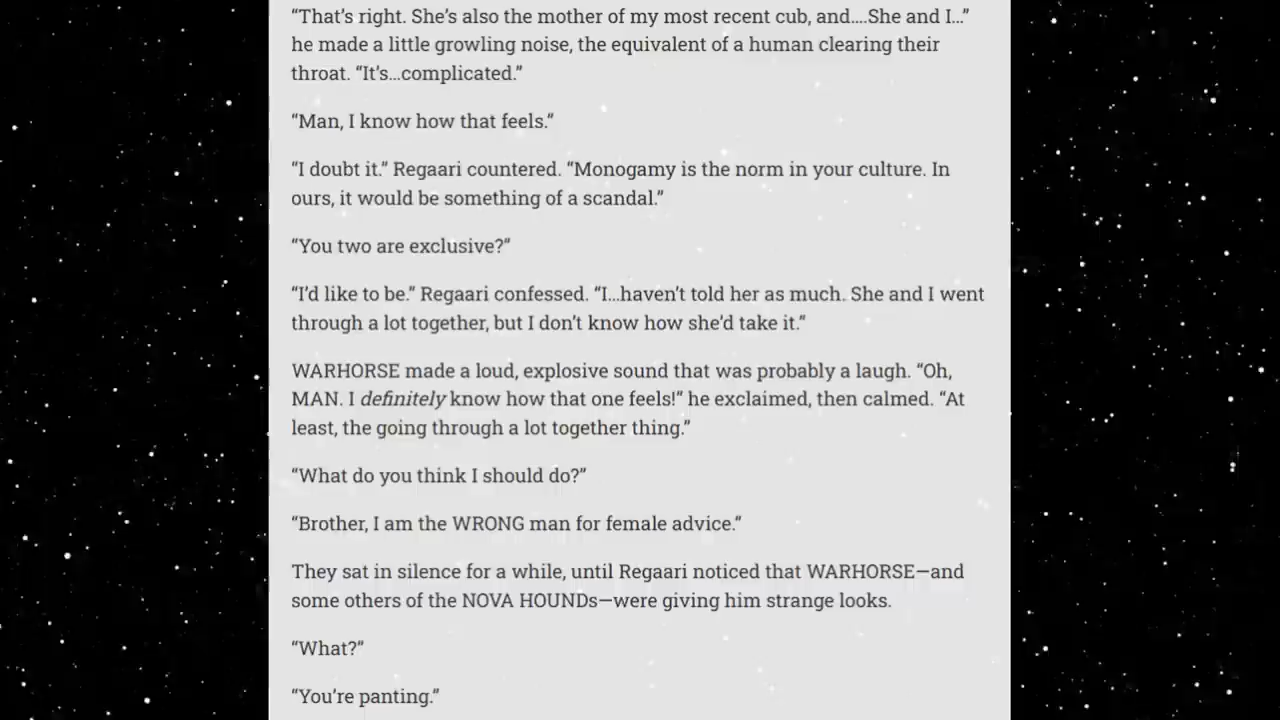 “That’s right. She’s also the mother of my most recent cub, and....She and I…”
he made a little growling noise, the equivalent of a human clearing their
throat. “It’s…complicated.”
“Man, I know how that feels.”
“I doubt it.” Regaari countered. “Monogamy is the norm in your culture. In
ours, it would be something of a scandal.”
“You two are exclusive?”
“I’d like to be.” Regaari confessed. “I…haven’t told her as much. She and I went
through a lot together, but I don’t know how she’d take it.”
WARHORSE made a loud, explosive sound that was probably a laugh. “Oh,
MAN. I definitely know how that one feels!” he exclaimed, then calmed. “At
least, the going through a lot together thing.”
“What do you think I should do?”
“Brother, I am the WRONG man for female advice.”
They sat in silence for a while, until Regaari noticed that WARHORSE—and
some others of the NOVA HOUNDs—were giving him strange looks.
“What?”
“You’re panting.”